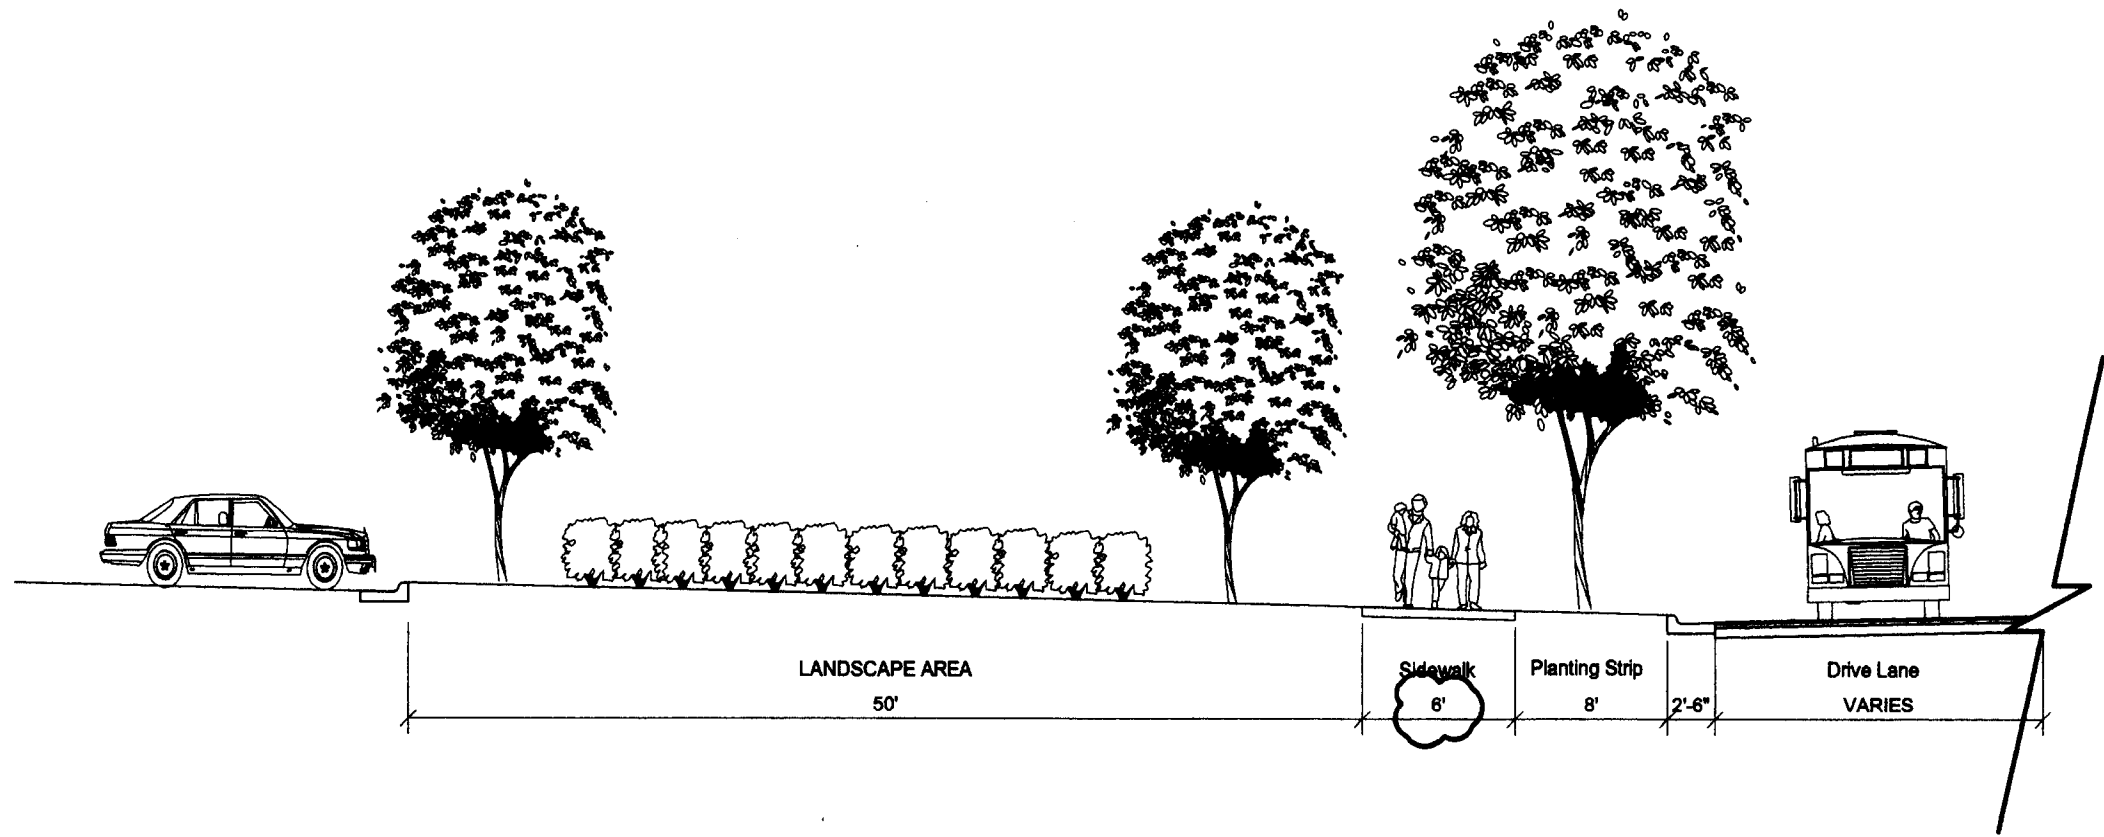 LANDSCAPE AREA
50'
Sidewalk
6'
Planting Strip
8'
2'-6"
Drive Lane
VARIES